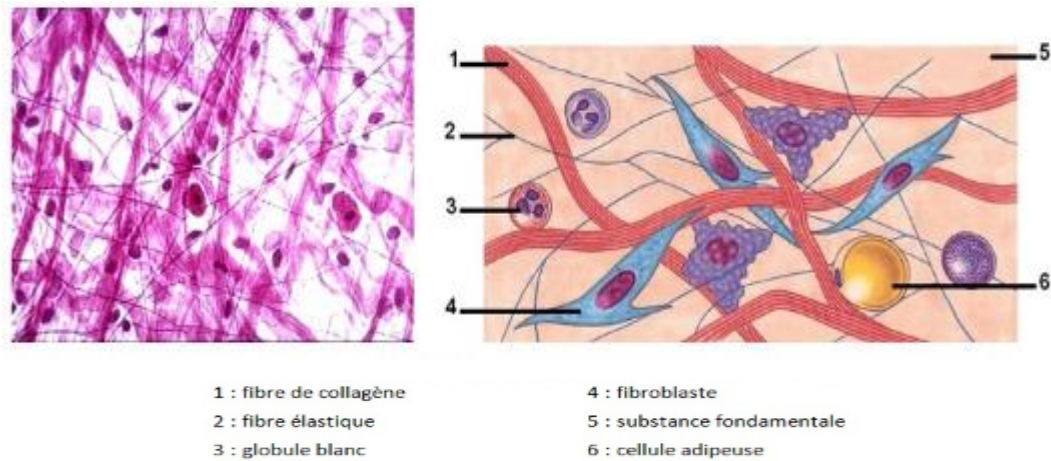 1
2
3
4
5
6
1 : fibre de collagène
2 : fibre élastique
3 : globule blanc
4 : fibroblaste
5 : substance fondamentale
6 : cellule adipeuse